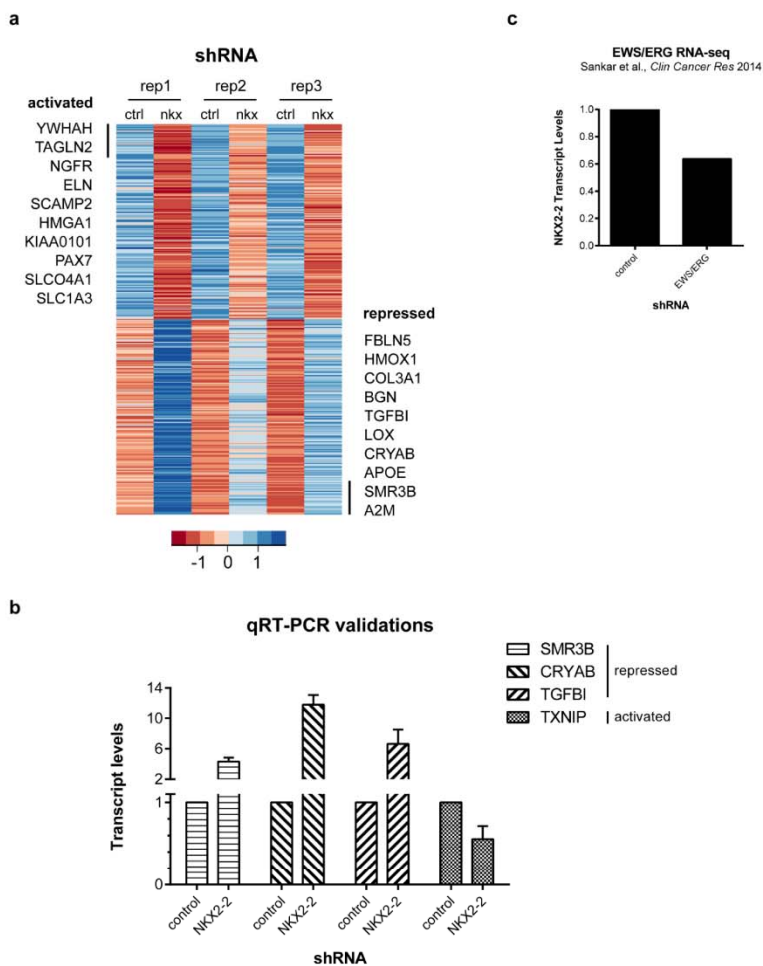 a
shRNA
rep1 rep2 rep3
activated
ctrl nkx ctrl nkx ctrl nkx
YWHAH
TAGLN2
NGFR
ELN
SCAMP2
HMGA1
KIAA0101
PAX7
SLCO4A1
SLC1A3
repressed
FBLN5
HMOX1
COL3A1
BGN
TGFBI
LOX
CRYAB
APOE
SMR3B
A2M
-1 0 1
c
EWS/ERG RNA-seq
Sankar et al., Clin Cancer Res 2014
NKX2-2 Transcript Levels
1.0
0.8
0.6
0.4
0.2
0.0
control EWS/ERG
shRNA
b
qRT-PCR validations
SMR3B
CRYAB
TGFBI
repressed
TXNIP activated
Transcript levels
14
10
6
2
1
0
control NKX2-2 control NKX2-2 control NKX2-2 control NKX2-2
shRNA